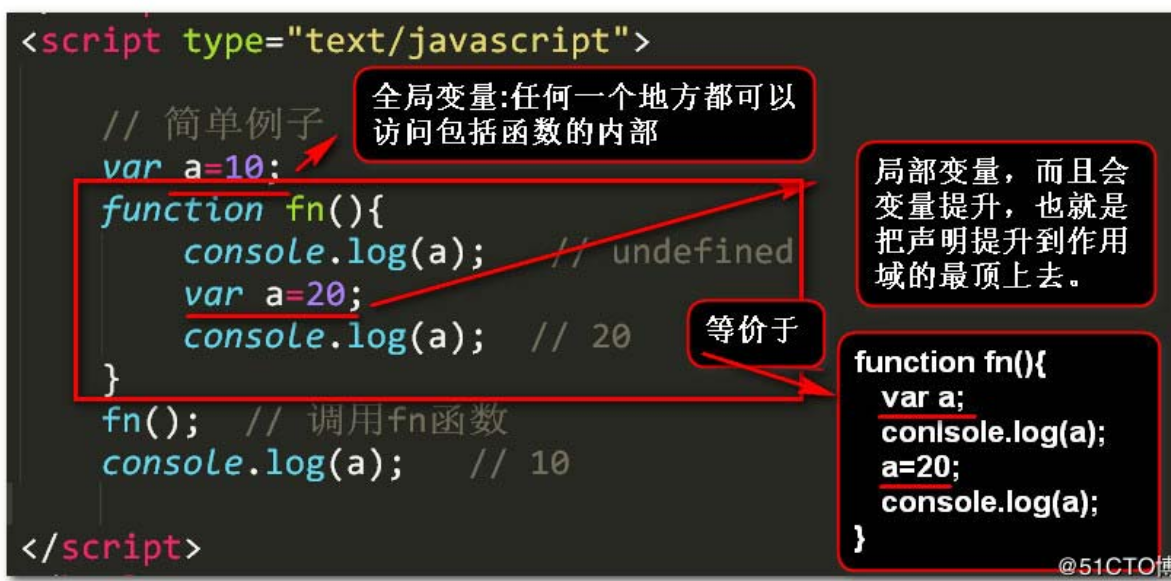 <script type="text/javascript">
// 简单例子
var a=10;
function fn(){
console.log(a);    // undefined
var a=20;
console.log(a);  // 20
}
fn();  // 调用fn函数
console.log(a);   // 10
</script>
全局变量:任何一个地方都可以
访问包括函数的内部
局部变量，而且会
变量提升，也就是
把声明提升到作用
域的最顶上去。
等价于
function fn(){
var a;
conlsole.log(a);
a=20;
console.log(a);
}
@51CTO博